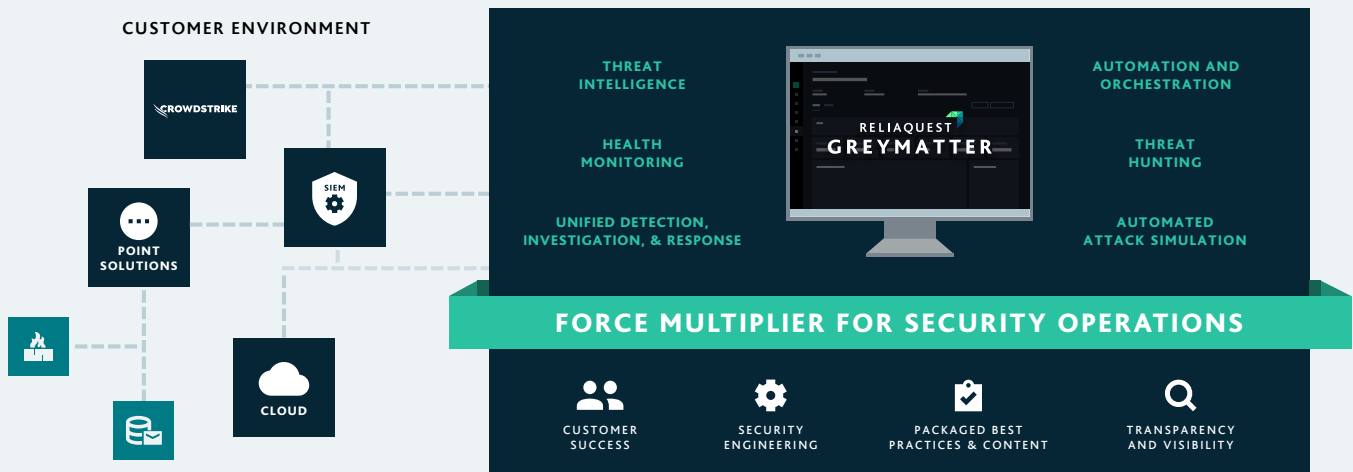 CUSTOMER ENVIRONMENT
CROWDSTRIKE
SIEM
POINT
SOLUTIONS
CLOUD
THREAT
INTELLIGENCE
HEALTH
MONITORING
UNIFIED DETECTION,
INVESTIGATION, & RESPONSE
RELIAQUEST
GREYMATTER
AUTOMATION AND
ORCHESTRATION
THREAT
HUNTING
AUTOMATED
ATTACK SIMULATION
FORCE MULTIPLIER FOR SECURITY OPERATIONS
CUSTOMER
SUCCESS
SECURITY
ENGINEERING
PACKAGED BEST
PRACTICES & CONTENT
TRANSPARENCY
AND VISIBILITY